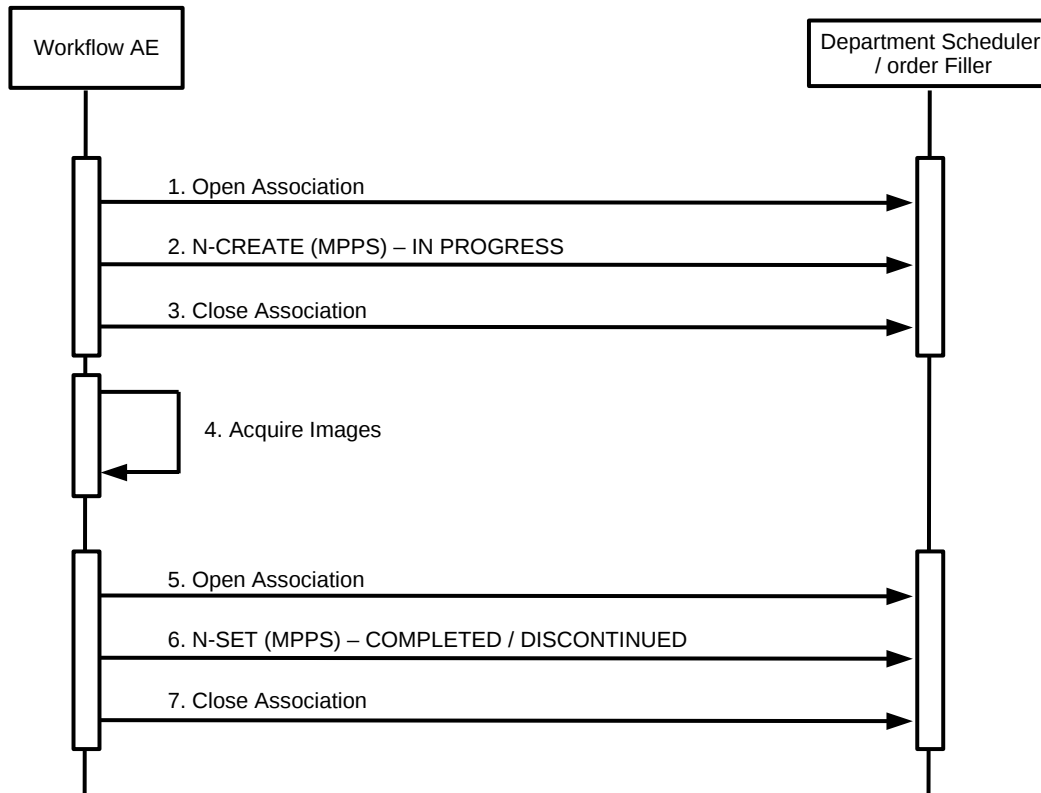 Workflow AE
Department Scheduler
/ order Filler
1. Open Association
2. N-CREATE (MPPS) – IN PROGRESS
3. Close Association
4. Acquire Images
5. Open Association
6. N-SET (MPPS) – COMPLETED / DISCONTINUED
7. Close Association